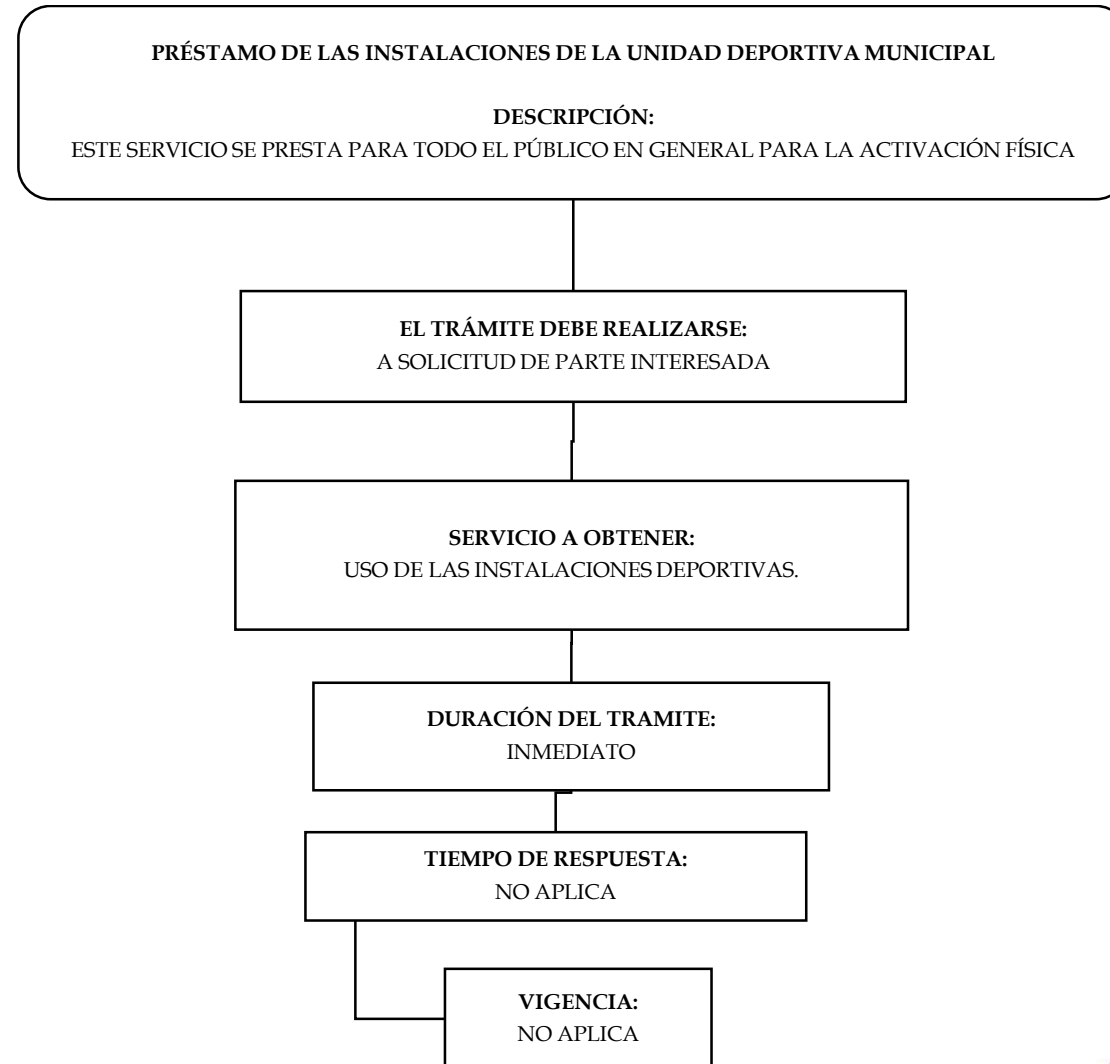 PRÉSTAMO DE LAS INSTALACIONES DE LA UNIDAD DEPORTIVA MUNICIPAL
DESCRIPCIÓN:
ESTE SERVICIO SE PRESTA PARA TODO EL PÚBLICO EN GENERAL PARA LA ACTIVACIÓN FÍSICA
EL TRÁMITE DEBE REALIZARSE:
A SOLICITUD DE PARTE INTERESADA
SERVICIO A OBTENER:
USO DE LAS INSTALACIONES DEPORTIVAS.
DURACIÓN DEL TRAMITE:
INMEDIATO
TIEMPO DE RESPUESTA:
NO APLICA
VIGENCIA:
NO APLICA